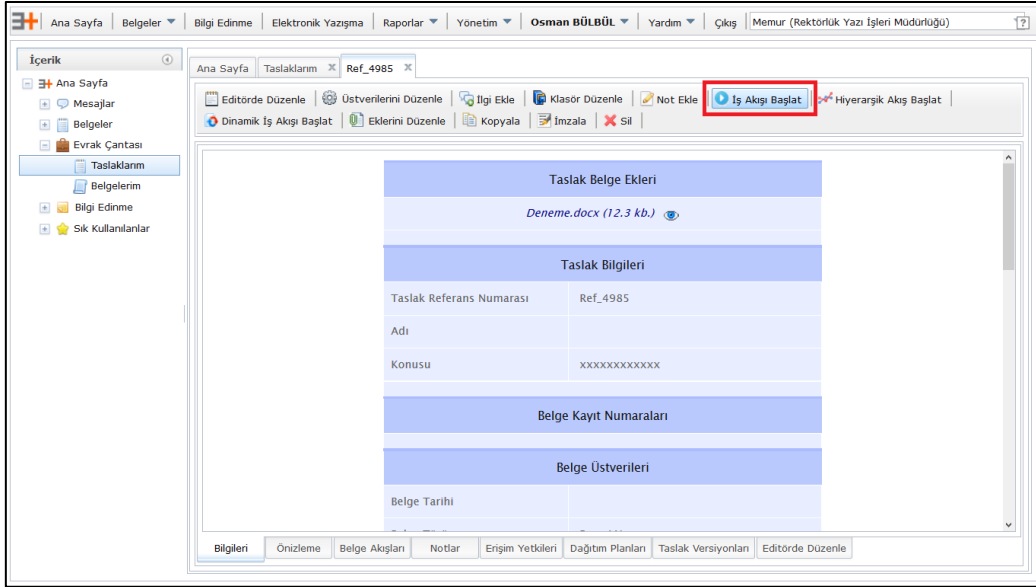 Ana Sayfa Belgeler Bilgi Edinme Elektronik Yazışma Raporlar Yönetim Osman BÜLBÜL Yardım Çıkış Memur (Rektörlük Yazı İşleri Müdürlüğü) ?
İçerik
Ana Sayfa
Mesajlar
Belgeler
Evrak Çantası
Taslaklarım
Belgelerim
Bilgi Edinme
Sık Kullanılanlar
Ana Sayfa Taslaklarım Ref_4985
Editörde Düzenle Üstverilerini Düzenle İlgi Ekle Klasör Düzenle Not Ekle İş Akışı Başlat Hiyerarşik Akış Başlat
Dinamik İş Akışı Başlat Eklerini Düzenle Kopyala İmzala Sil
Taslak Belge Ekleri
Deneme.docx (12.3 kb.)
Taslak Bilgileri
Taslak Referans Numarası Ref_4985
Adı
Konusu xxxxxxxxxxxx
Belge Kayıt Numaraları
Belge Üstverileri
Belge Tarihi
Bilgileri Önizleme Belge Akışları Notlar Erişim Yetkileri Dağıtım Planları Taslak Versiyonları Editörde Düzenle